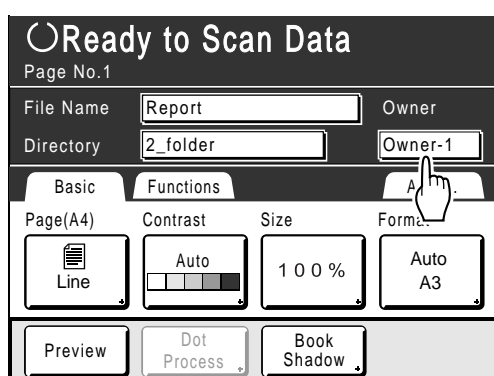 Ready to Scan Data
Page No.1
File Name Report Owner
Directory 2_folder Owner-1
Basic Functions
Page(A4) Contrast Size Format
Line Auto 100% Auto A3
Preview Dot Process Book Shadow